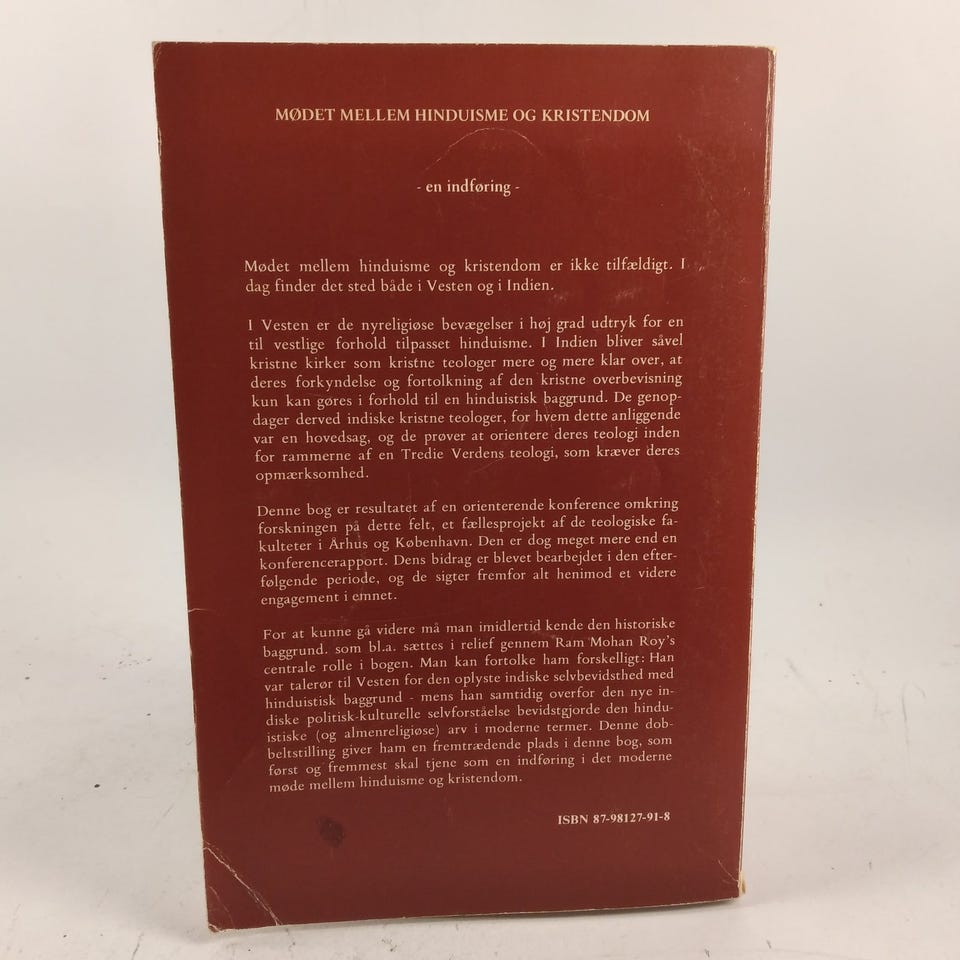 MØDET MELLEM HINDUISME OG KRISTENDOM
- en indføring -
Mødet mellem hinduisme og kristendom er ikke tilfældigt. I
dag finder det sted både i Vesten og i Indien.
I Vesten er de nyreligiøse bevægelser i høj grad udtryk for en
til vestlige forhold tilpasset hinduisme. I Indien bliver såvel
kristne kirker som kristne teologer mere og mere klar over, at
deres forkyndelse og fortolkning af den kristne overbevisning
kun kan gøres i forhold til en hinduistisk baggrund. De genop-
dager derved indiske kristne teologer, for hvem dette anliggende
var en hovedsag, og de prøver at orientere deres teologi inden
for rammerne af en Tredie Verdens teologi, som kræver deres
opmærksomhed.
Denne bog er resultatet af en orienterende konference omkring
forskningen på dette felt, et fællesprojekt af de teologiske fa-
kulteter i Århus og København. Den er dog meget mere end en
konferencerapport. Dens bidrag er blevet bearbejdet i den efter-
følgende periode, og de sigter fremfor alt henimod et videre
engagement i emnet.
For at kunne gå videre må man imidlertid kende den historiske
baggrund. som bl.a. sættes i relief gennem Ram Mohan Roy's
centrale rolle i bogen. Man kan fortolke ham forskelligt: Han
var talerør til Vesten for den oplyste indiske selvbevidsthed med
hinduistisk baggrund - mens han samtidig overfor den nye in-
diske politisk-kulturelle selvforståelse bevidstgjorde den hindu-
istiske (og almenreligiøse) arv i moderne termer. Denne dob-
beltstilling giver ham en fremtrædende plads i denne bog, som
først og fremmest skal tjene som en indføring i det moderne
møde mellem hinduisme og kristendom.
ISBN 87-98127-91-8